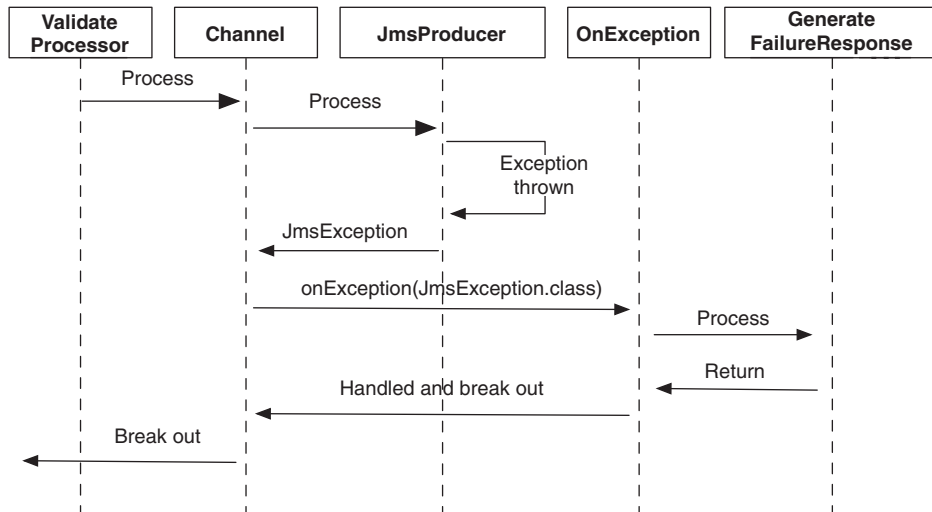 Validate
Processor
Channel
JmsProducer
OnException
Generate
FailureResponse
Process
Process
Exception
thrown
JmsException
onException(JmsException.class)
Process
Return
Handled and break out
Break out